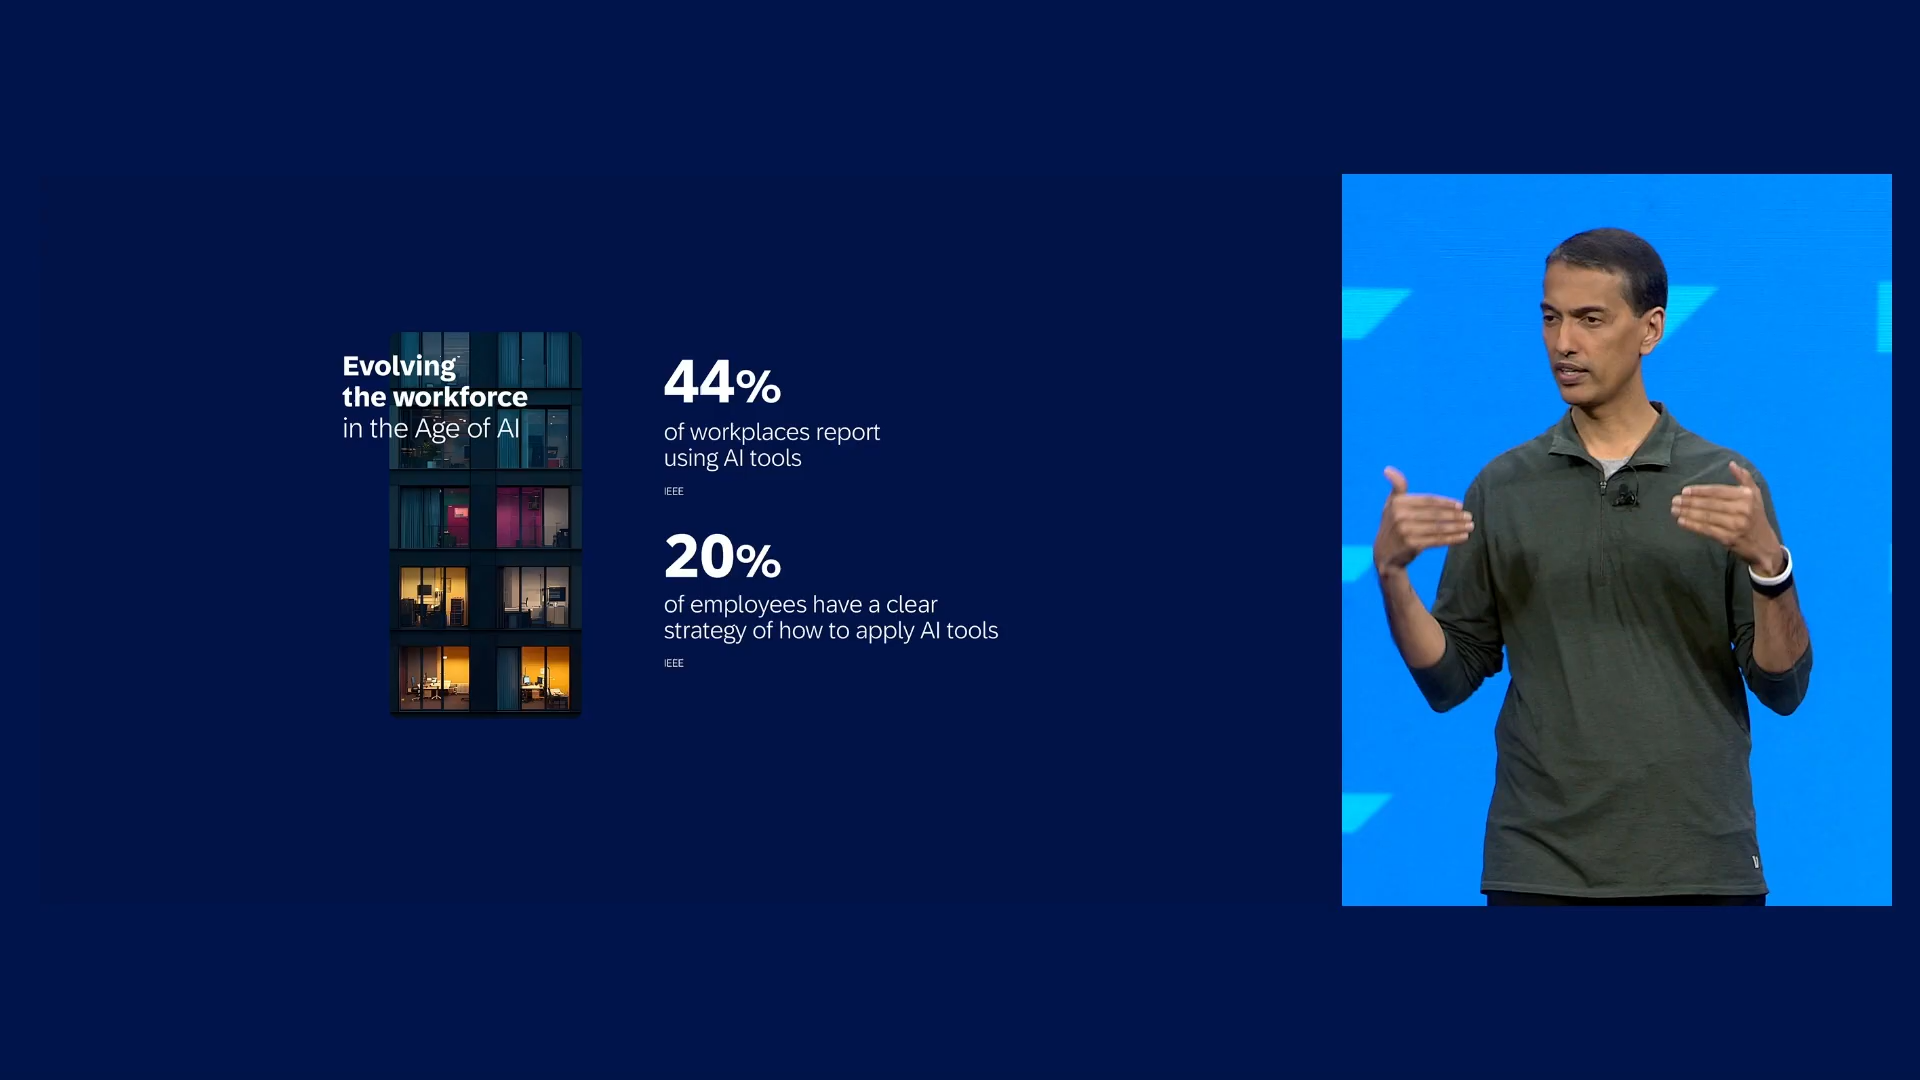 Evolving
the workforce
in the Age of AI
44%
of workplaces report
using AI tools
IEEE
20%
of employees have a clear
strategy of how to apply AI tools
IEEE